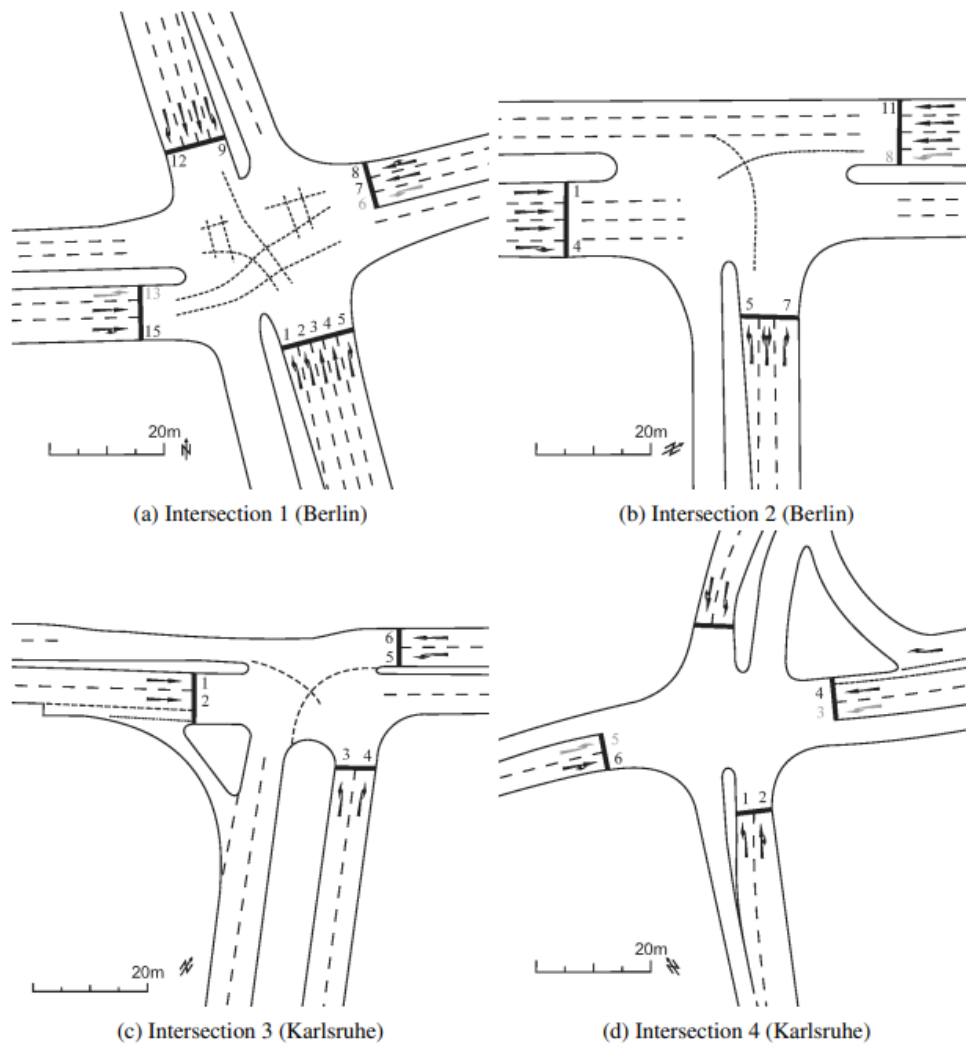 12 9
8
7
6
13
15
1 2 3 4 5
20m N
(a) Intersection 1 (Berlin)
11
8
1
4
5 7
20m N
(b) Intersection 2 (Berlin)
6
5
1
2
3 4
20m N
(c) Intersection 3 (Karlsruhe)
4
3
5
6
1 2
20m N
(d) Intersection 4 (Karlsruhe)